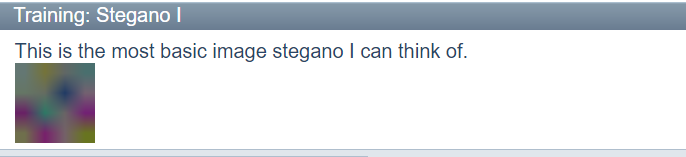 Training: Stegano I
This is the most basic image stegano I can think of.